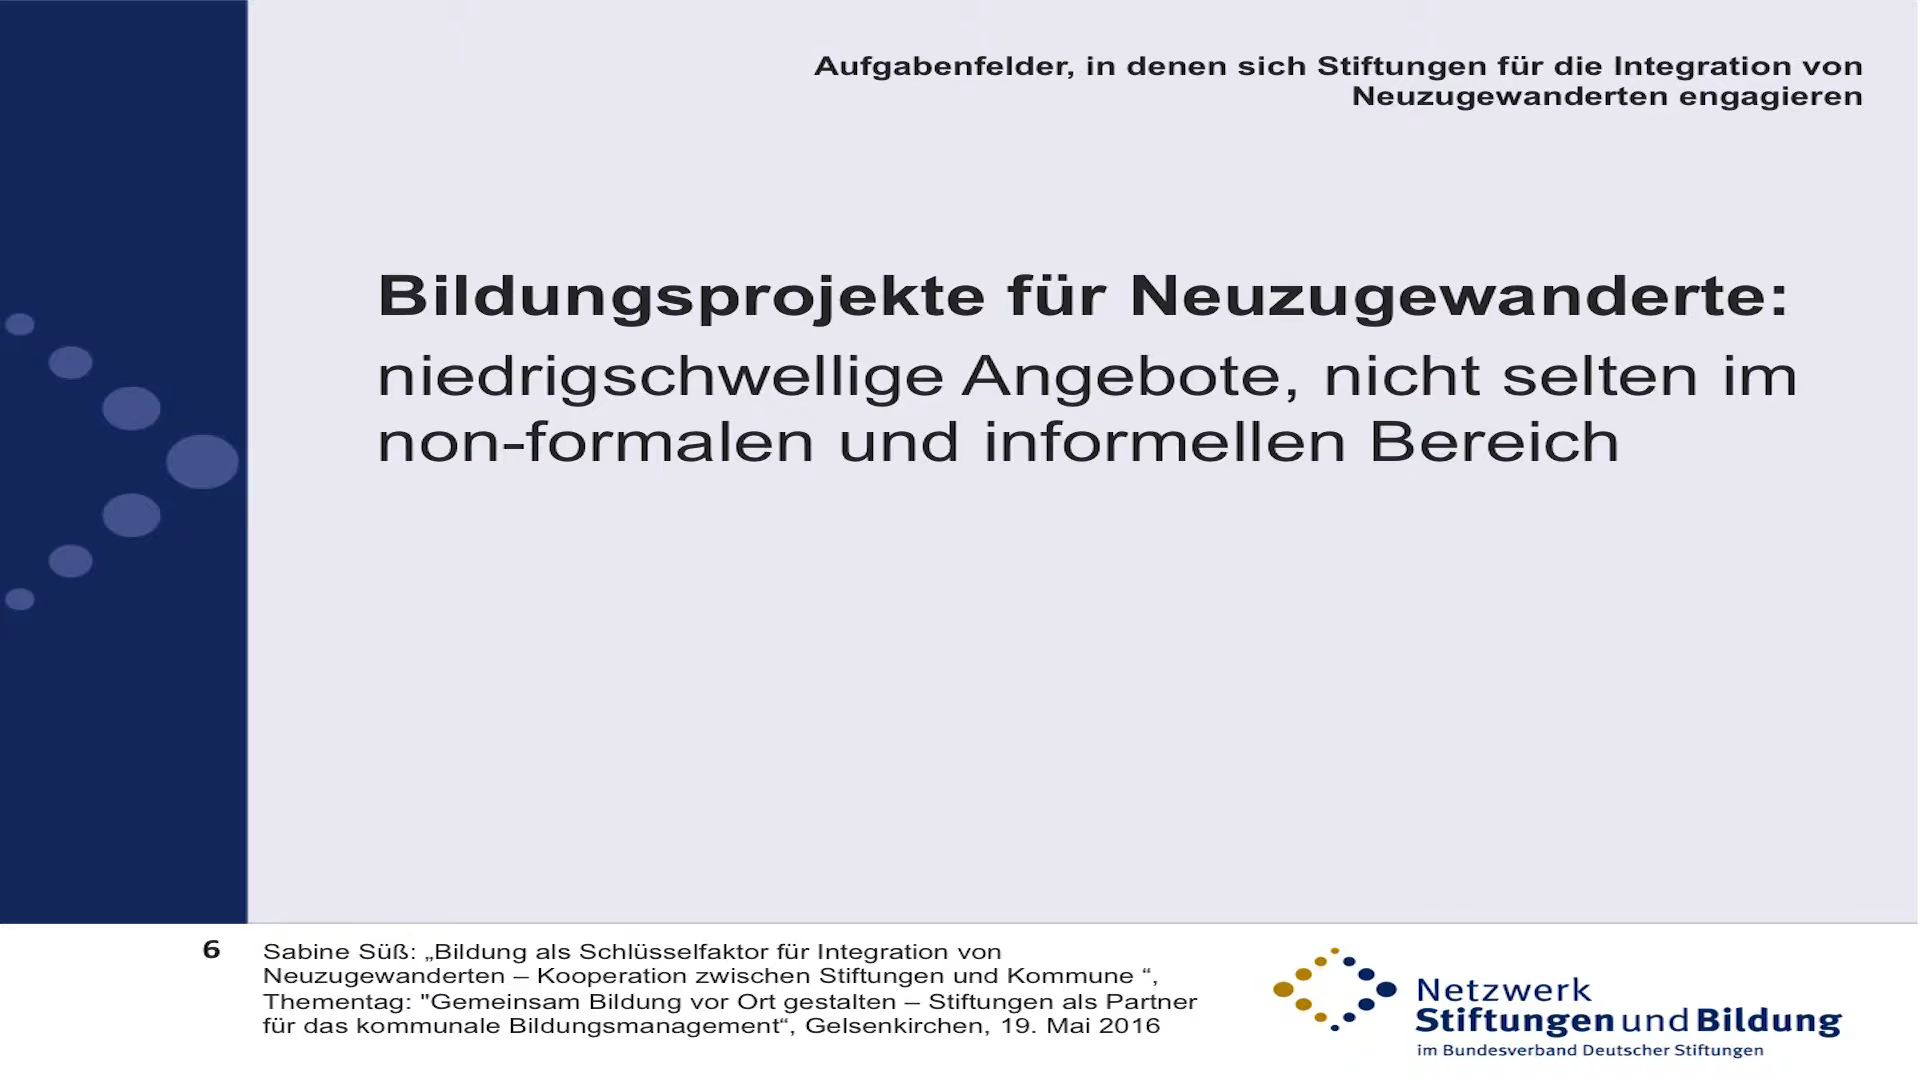 Aufgabenfelder, in denen sich Stiftungen für die Integration von
Neuzugewanderten engagieren
Bildungsprojekte für Neuzugewanderte:
niedrigschwellige Angebote, nicht selten im
non-formalen und informellen Bereich
6
Sabine Süß: „Bildung als Schlüsselfaktor für Integration von
Neuzugewanderten – Kooperation zwischen Stiftungen und Kommune “,
Thementag: "Gemeinsam Bildung vor Ort gestalten – Stiftungen als Partner
für das kommunale Bildungsmanagement“, Gelsenkirchen, 19. Mai 2016
Netzwerk
Stiftungen und Bildung
im Bundesverband Deutscher Stiftungen